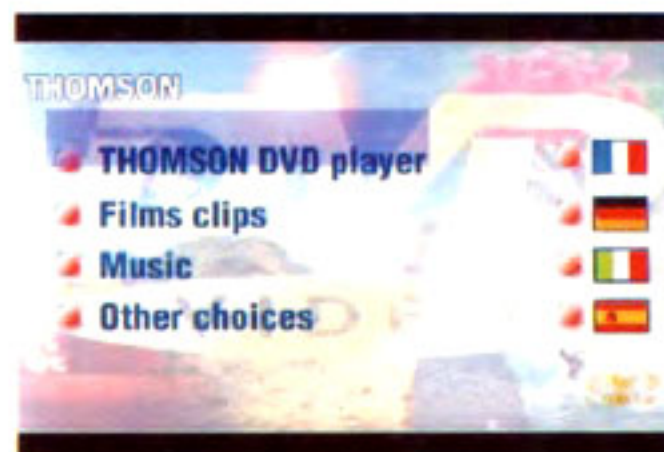 THOMSON
THOMSON DVD player
Films clips
Music
Other choices